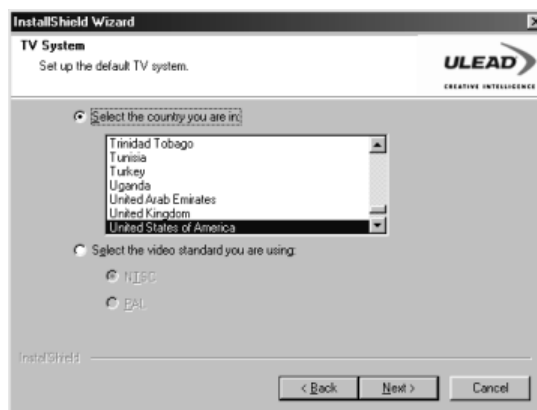 InstallShield Wizard
TV System
Set up the default TV system.
ULEAD
CREATIVE INTELLIGENCE
Select the country you are in:
Trinidad Tobago
Tunisia
Turkey
Uganda
United Arab Emirates
United Kingdom
United States of America
Select the video standard you are using:
NTSC
PAL
InstallShield
< Back
Next >
Cancel